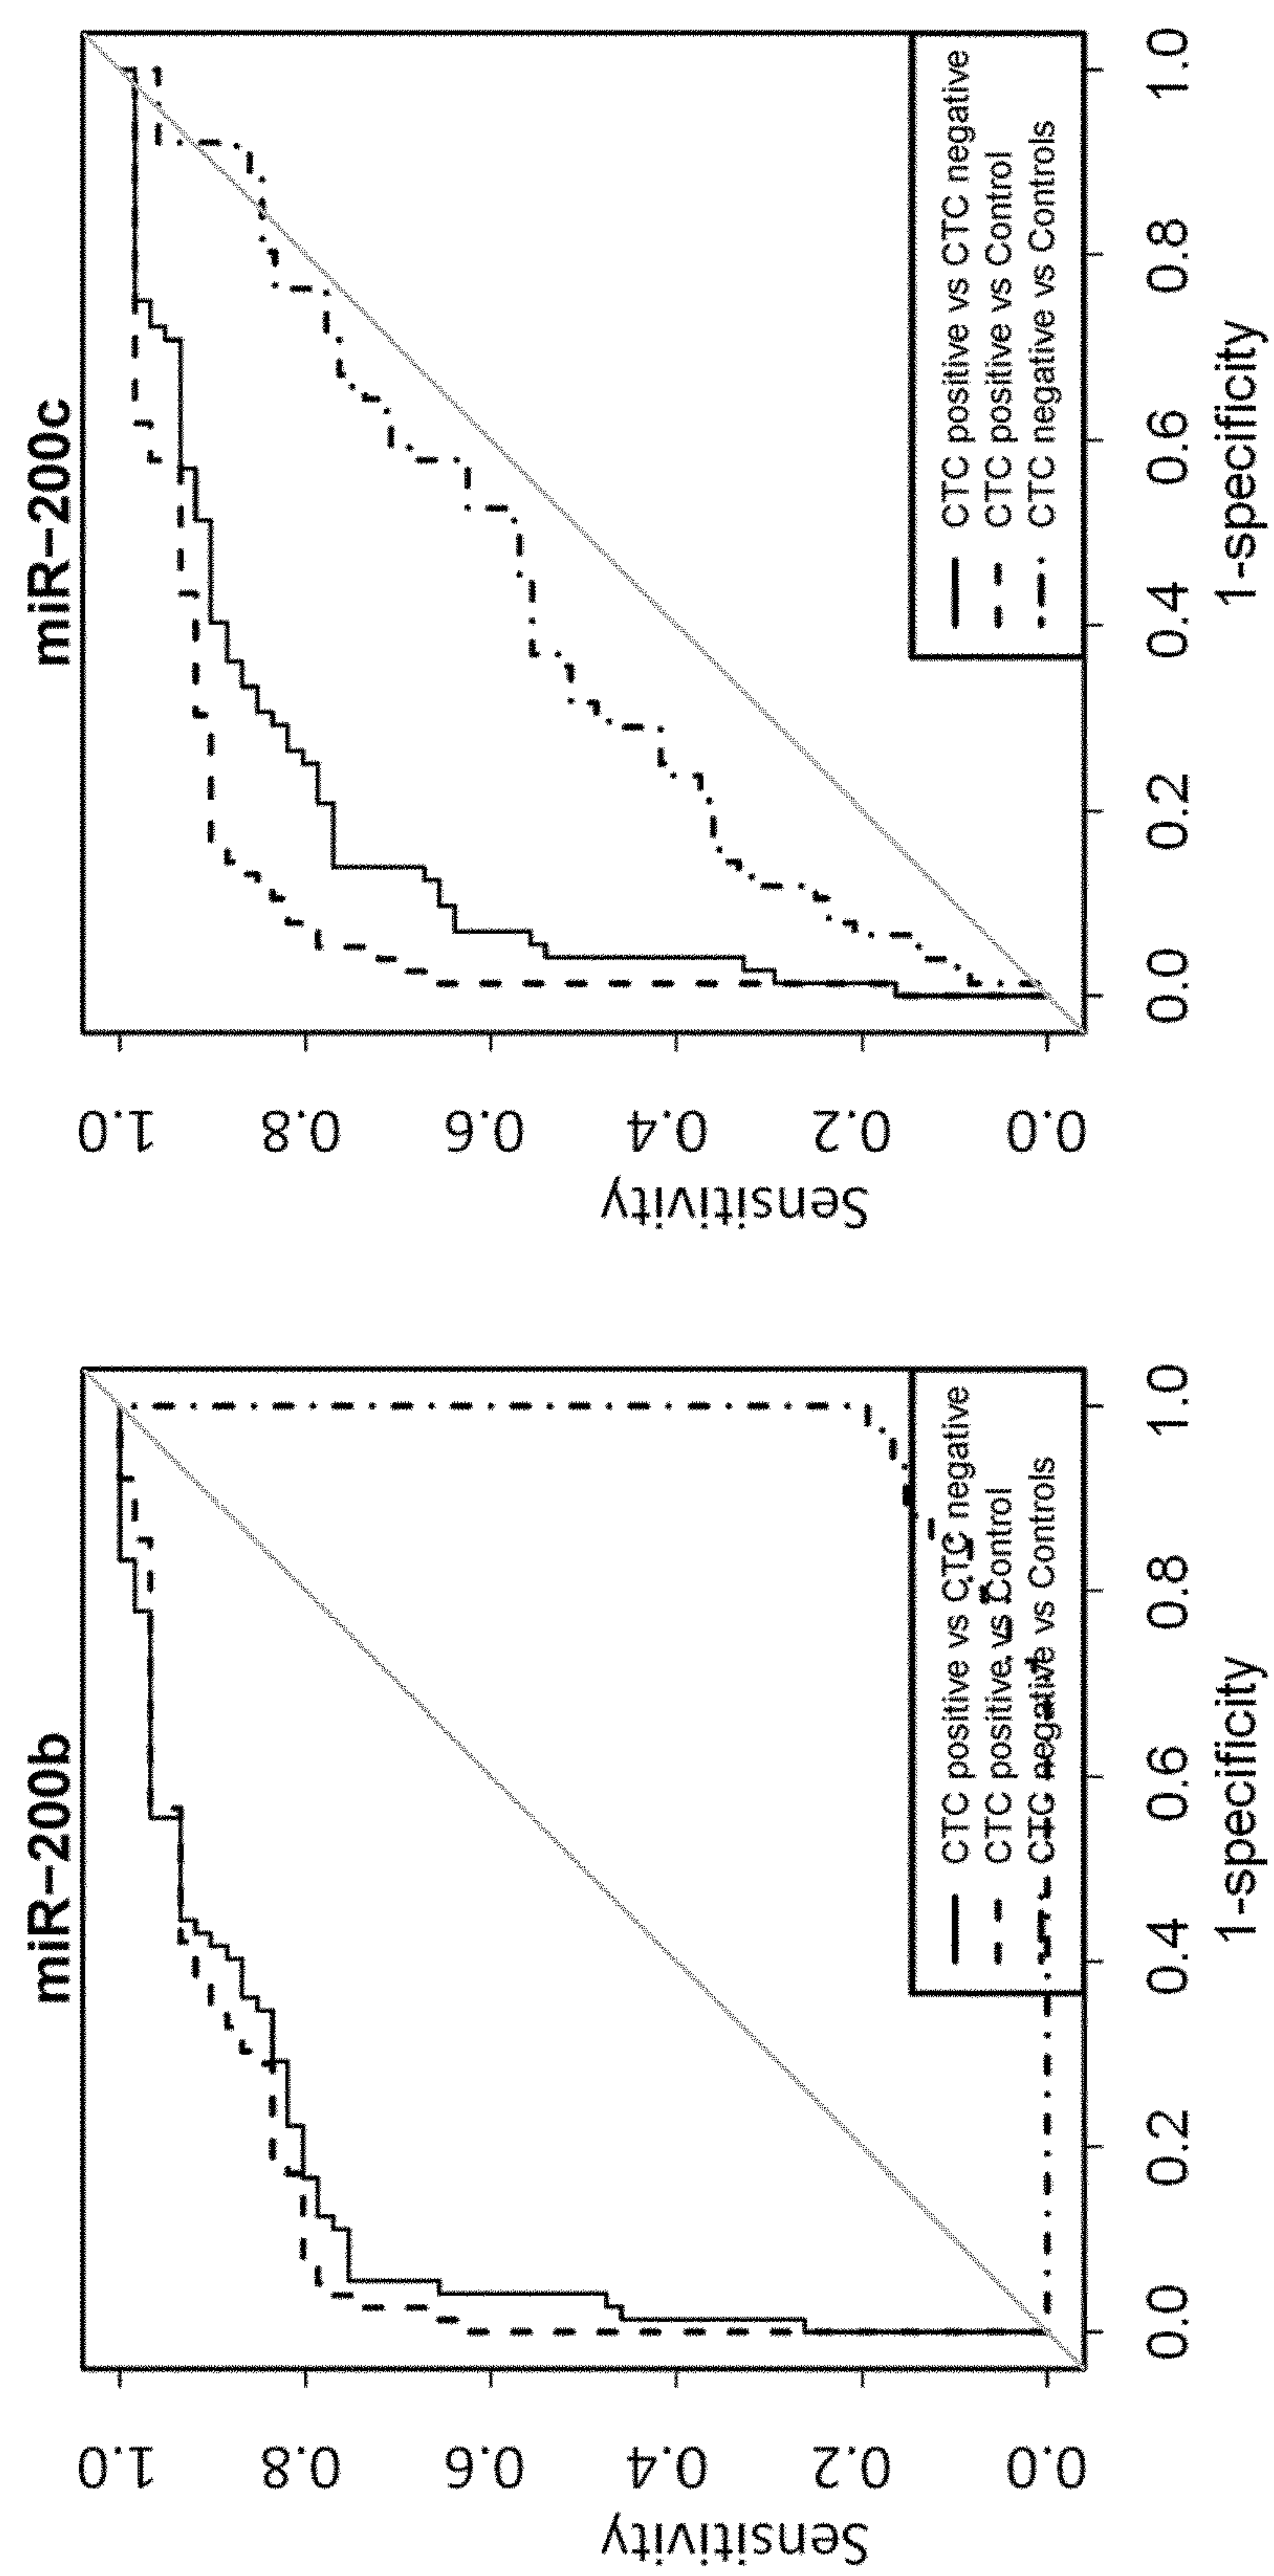 miR−200b
Sensitivity
1.0
0.8
0.6
0.4
0.2
0.0
CTC positive vs CTC negative
CTC positive vs Control
CTC negative vs Controls
0.0 0.2 0.4 0.6 0.8 1.0
1-specificity
miR−200c
Sensitivity
1.0
0.8
0.6
0.4
0.2
0.0
CTC positive vs CTC negative
CTC positive vs Control
CTC negative vs Controls
0.0 0.2 0.4 0.6 0.8 1.0
1-specificity